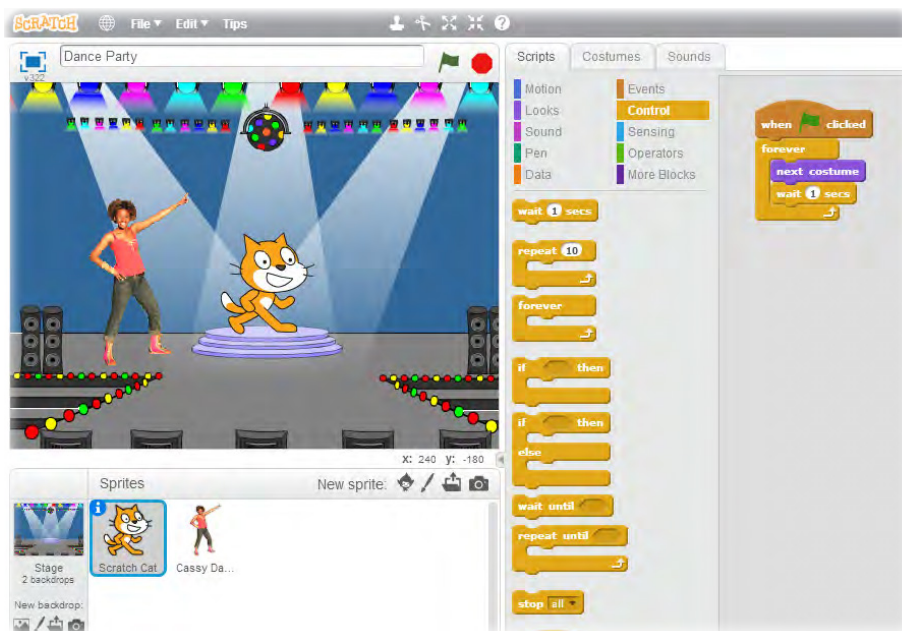 SCRATCH File Edit Tips
v322 Dance Party
Scripts Costumes Sounds
Motion Events
Looks Control
Sound Sensing
Pen Operators
Data More Blocks
wait 1 secs
repeat 10
forever
if then
if then
else
wait until
repeat until
stop all
when clicked
forever
next costume
wait 1 secs
x: 240 y: -180
Sprites New sprite:
Stage
2 backdrops
New backdrop:
Scratch Cat
Cassy Da...